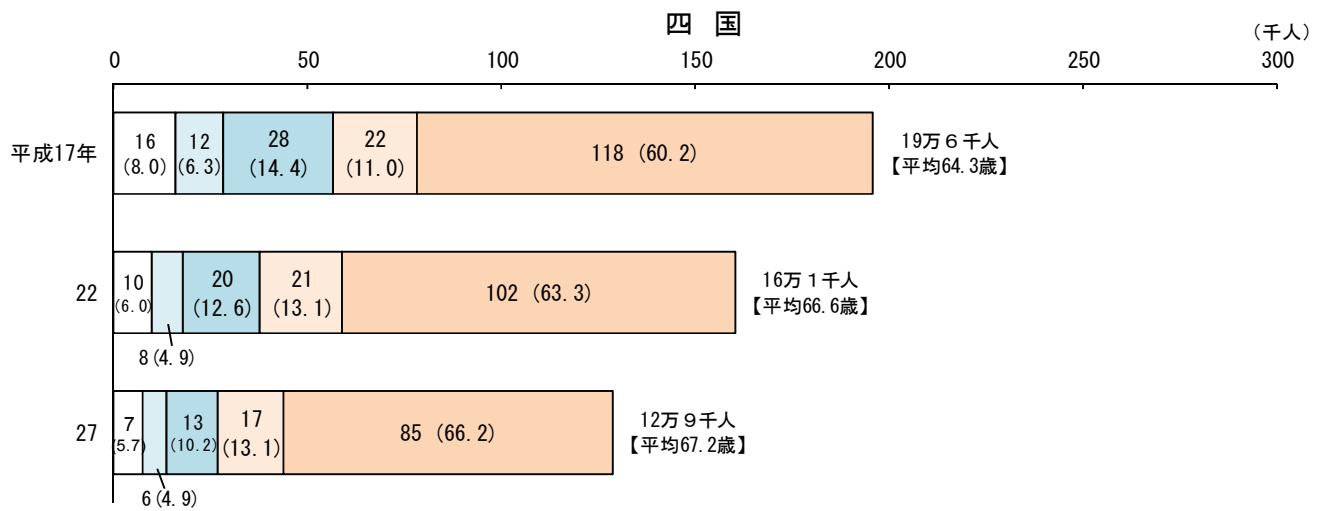 四 国
(千人)
0 50 100 150 200 250 300
平成17年
16
(8.0)
12
(6.3)
28
(14.4)
22
(11.0)
118 (60.2)
19万６千人
【平均64.3歳】
22
10
(6.0)
8(4.9)
20
(12.6)
21
(13.1)
102 (63.3)
16万１千人
【平均66.6歳】
27
7
(5.7)
6(4.9)
13
(10.2)
17
(13.1)
85 (66.2)
12万９千人
【平均67.2歳】